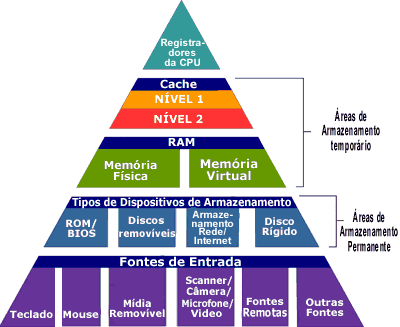 Registra-
dores
da CPU
Cache
NÍVEL 1
NÍVEL 2
RAM
Memória
Física
Memória
Virtual
Áreas de
Armazenamento
temporário
Tipos de Dispositivos de Armazenamento
ROM/
BIOS
Discos
removíveis
Armaze-
namento
Rede/
Internet
Disco
Rígido
Áreas de
Armazenamento
Permanente
Fontes de Entrada
Teclado
Mouse
Mídia
Removível
Scanner/
Câmera/
Microfone/
Video
Fontes
Remotas
Outras
Fontes